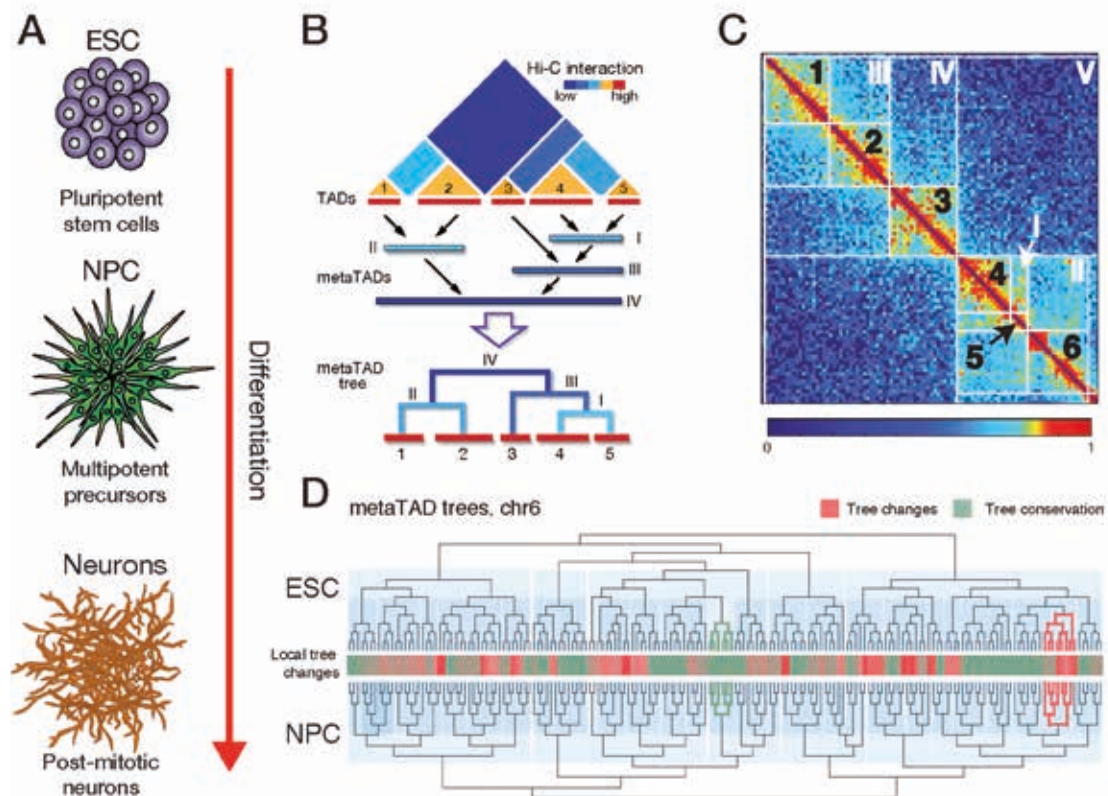 A
ESC
Pluripotent
stem cells
NPC
Multipotent
precursors
Neurons
Post-mitotic
neurons
Differentiation
B
Hi-C interaction
low high
1 2 3 4 5
TADs
II I
metaTADs III
IV
metaTAD
tree
IV
II III
I
1 2 3 4 5
C
1 III IV V
2
3
I
4 II
5 6
0 1
D
metaTAD trees, chr6
Tree changes Tree conservation
ESC
Local tree
changes
NPC